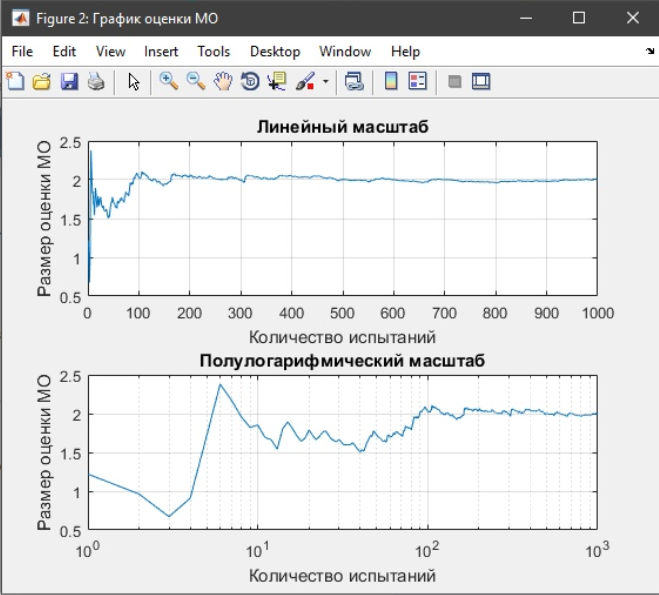 Figure 2: График оценки МО
File Edit View Insert Tools Desktop Window Help
Линейный масштаб
Размер оценки МО
2.5
2
1.5
1
0.5
0 100 200 300 400 500 600 700 800 900 1000
Количество испытаний
Полулогарифмический масштаб
Размер оценки МО
2.5
2
1.5
1
0.5
10^0 10^1 10^2 10^3
Количество испытаний